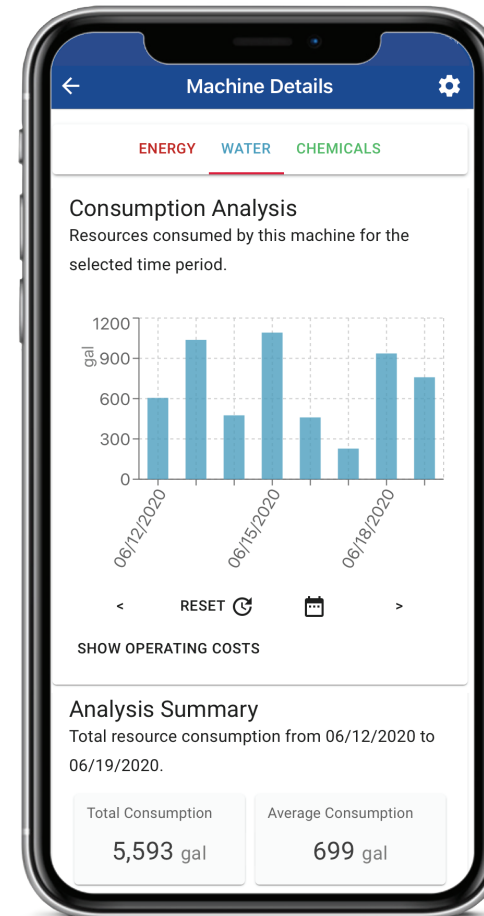 Machine Details
ENERGY WATER CHEMICALS
Consumption Analysis
Resources consumed by this machine for the
selected time period.
gal
1200
900
600
300
0
06/12/2020
06/15/2020
06/18/2020
< RESET >
SHOW OPERATING COSTS
Analysis Summary
Total resource consumption from 06/12/2020 to
06/19/2020.
Total Consumption
5,593 gal
Average Consumption
699 gal